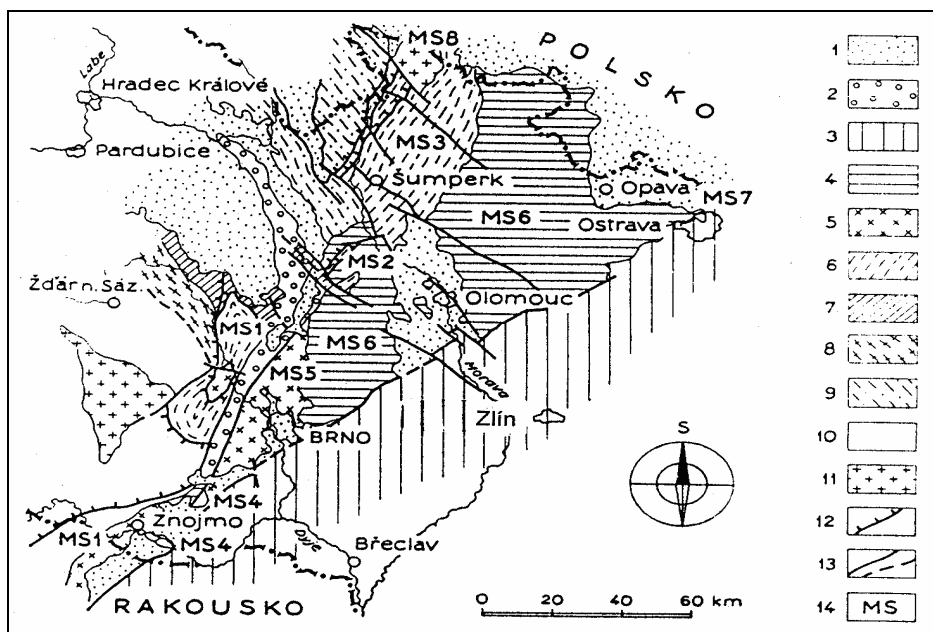 MS8
POLSKO
Labe
Hradec Králové
MS3
Pardubice
Šumperk
Opava
MS7
MS6
Ostrava
MS2
Žďár n. Sáz.
Olomouc
MS1
MS6
MS5
Morava
Zlín
BRNO
S
MS4
Znojmo
MS1
MS4
Dyje
Břeclav
RAKOUSKO
0 20 40 60 km
1
2
3
4
5
6
7
8
9
10
11
12
13
14 MS